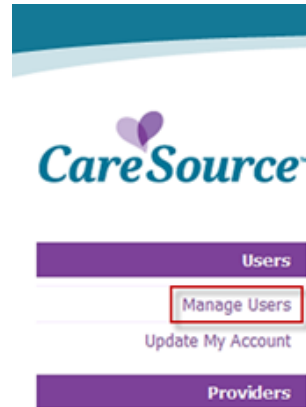 CareSource
Users
Manage Users
Update My Account
Providers